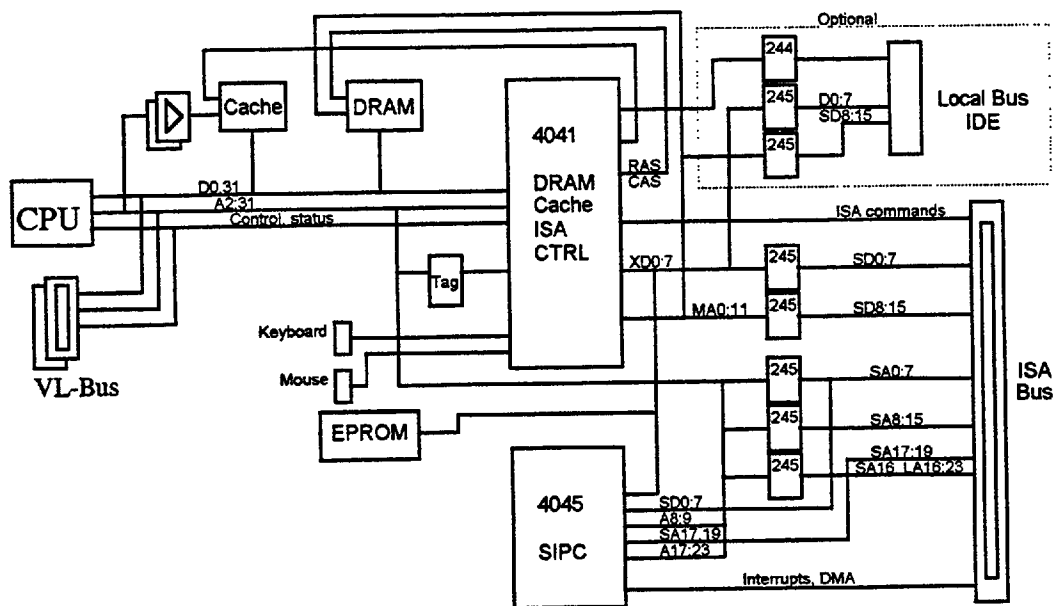 Optional
244
Cache
DRAM
245
D0:7
SD8:15
Local Bus
IDE
245
4041
RAS
CAS
DRAM
Cache
ISA
CTRL
CPU
D0:31
A2:31
Control, status
ISA commands
Tag
XD0:7
245
SD0:7
MA0:11
245
SD8:15
Keyboard
Mouse
VL-Bus
245
SA0:7
ISA
Bus
EPROM
245
SA8:15
SA17:19
245
SA16, LA16:23
4045
SIPC
SD0:7
A8:9
SA17,19
A17:23
Interrupts, DMA